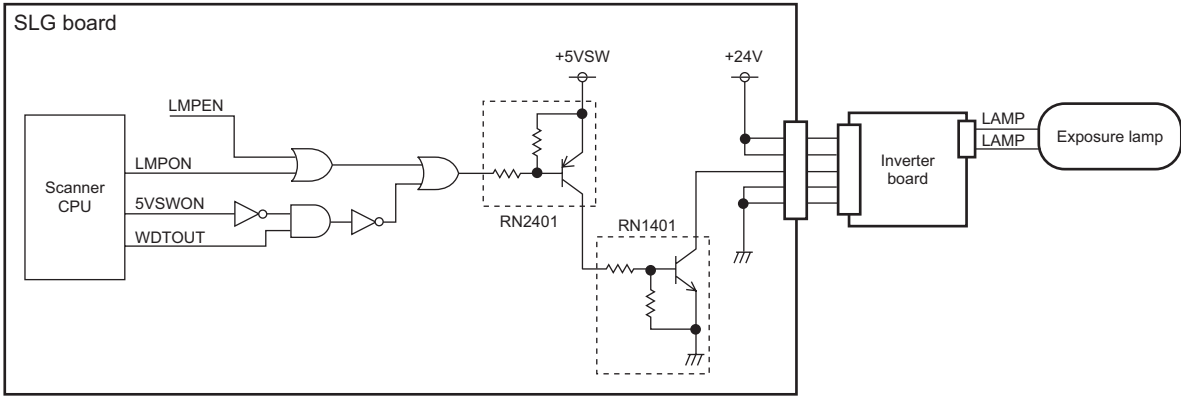 SLG board
+5VSW
+24V
LMPEN
LMPON
Scanner
CPU
5VSWON
WDTOUT
RN2401
RN1401
Inverter
board
LAMP
LAMP
Exposure lamp